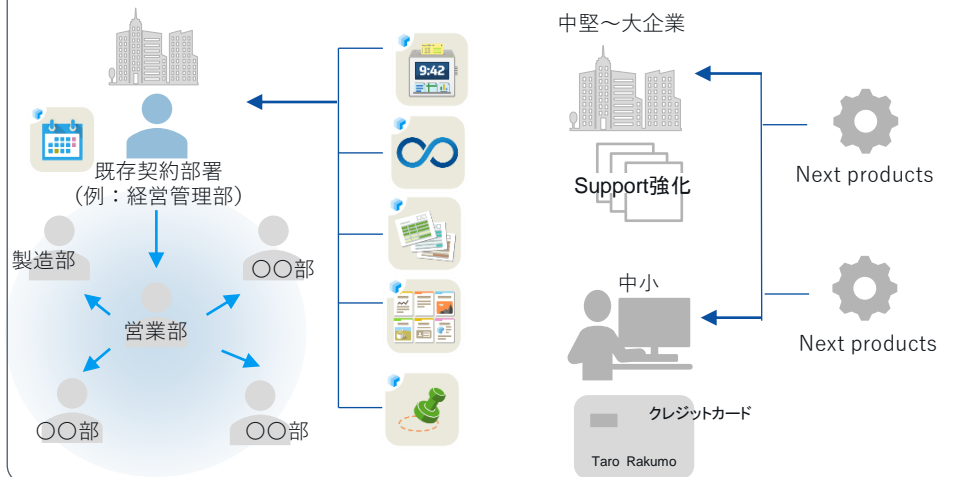 9:42
既存契約部署
（例：経営管理部）
製造部
〇〇部
営業部
〇〇部
〇〇部
中堅～大企業
Support強化
Next products
中小
Next products
クレジットカード
Taro Rakumo